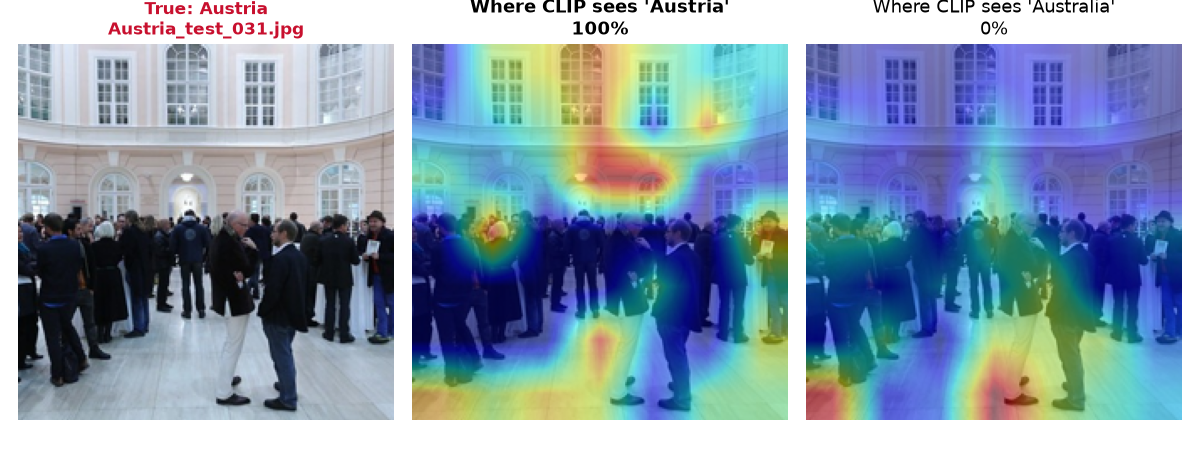 True: Austria
Austria_test_031.jpg
Where CLIP sees 'Austria'
100%
Where CLIP sees 'Australia'
0%